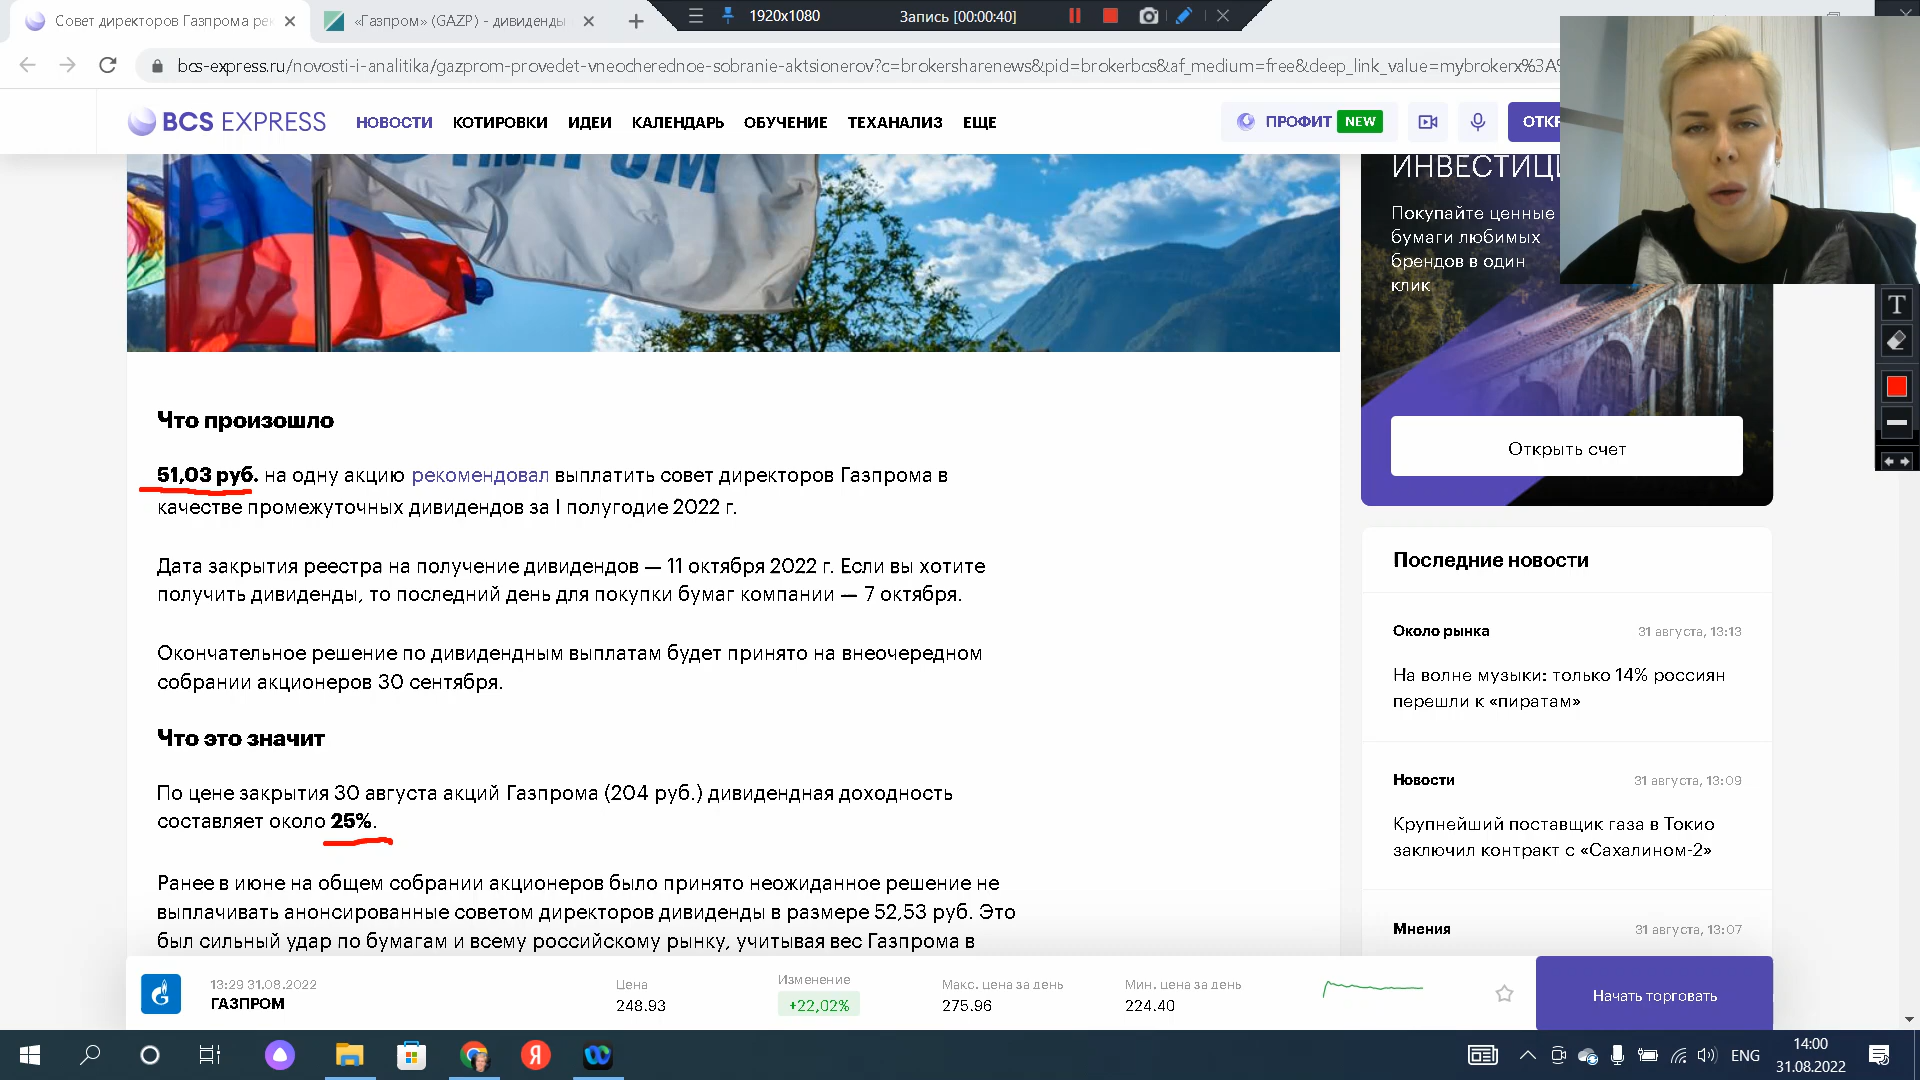 Совет директоров Газпрома рек
«Газпром» (GAZP) - дивиденды
1920x1080
Запись [00:00:40]
bcs-express.ru/novosti-i-analitika/gazprom-provedet-vneocherednoe-sobranie-aktsionerov?c=brokersharenews&pid=brokerbcs&af_medium=free&deep_link_value=mybrokerx%3A%
BCS EXPRESS
НОВОСТИ КОТИРОВКИ ИДЕИ КАЛЕНДАРЬ ОБУЧЕНИЕ ТЕХАНАЛИЗ ЕЩЕ
ПРОФИТ NEW
ОТКР
ИНВЕСТИЦИ
Покупайте ценные
бумаги любимых
брендов в один
клик
Открыть счет
Что произошло
51,03 руб. на одну акцию рекомендовал выплатить совет директоров Газпрома в
качестве промежуточных дивидендов за I полугодие 2022 г.
Дата закрытия реестра на получение дивидендов — 11 октября 2022 г. Если вы хотите
получить дивиденды, то последний день для покупки бумаг компании — 7 октября.
Окончательное решение по дивидендным выплатам будет принято на внеочередном
собрании акционеров 30 сентября.
Что это значит
По цене закрытия 30 августа акций Газпрома (204 руб.) дивидендная доходность
составляет около 25%.
Ранее в июне на общем собрании акционеров было принято неожиданное решение не
выплачивать анонсированные советом директоров дивиденды в размере 52,53 руб. Это
был сильный удар по бумагам и всему российскому рынку, учитывая вес Газпрома в
Последние новости
Около рынка 31 августа, 13:13
На волне музыки: только 14% россиян
перешли к «пиратам»
Новости 31 августа, 13:09
Крупнейший поставщик газа в Токио
заключил контракт с «Сахалином-2»
Мнения 31 августа, 13:07
13:29 31.08.2022
ГАЗПРОМ
Цена
248.93
Изменение
+22,02%
Макс. цена за день
275.96
Мин. цена за день
224.40
Начать торговать
T
Я
ENG
14:00
31.08.2022